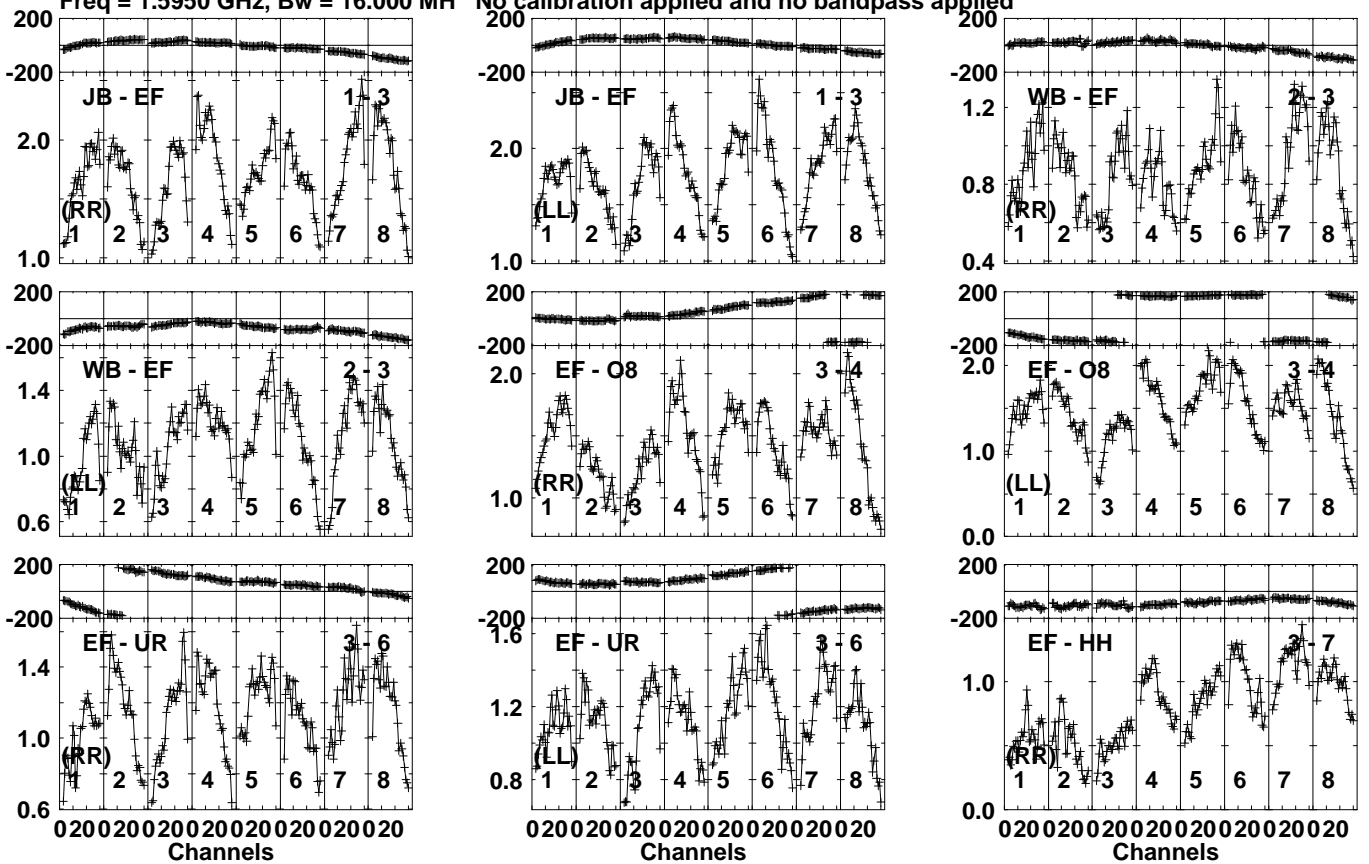 Freq = 1.5950 GHz, Bw = 16.000 MH No calibration applied and no bandpass applied
200 200 200
-200 -200 -200
JB - EF 1 - 3 JB - EF 1 - 3 WB - EF 2 - 3
2.0 2.0 1.2
0.8
(RR) (LL) (RR)
1 2 3 4 5 6 7 8 1 2 3 4 5 6 7 8 1 2 3 4 5 6 7 8
1.0 1.0 0.4
200 200 200
-200 -200 -200
WB - EF 2 - 3 EF - O8 3 - 4 EF - O8 3 - 4
1.4 2.0 2.0
1.0 1.0 1.0
(LL) (RR) (LL)
1 2 3 4 5 6 7 8 1 2 3 4 5 6 7 8 1 2 3 4 5 6 7 8
0.6 0.0
200 200 200
-200 -200 -200
EF - UR 3 - 6 EF - UR 3 - 6 EF - HH 3 - 7
1.4 1.6 1.0
1.0 1.2
(RR) (LL) (RR)
1 2 3 4 5 6 7 8 1 2 3 4 5 6 7 8 1 2 3 4 5 6 7 8
0.6 0.8 0.0
0 20 0 20 0 20 0 20 0 20 0 20 0 20 0 20 0 20 0 20 0 20 0 20 0 20 0 20 0 20 0 20 0 20 0 20 0 20 0 20 0 20 0 20 0 20 0 20
Channels Channels Channels